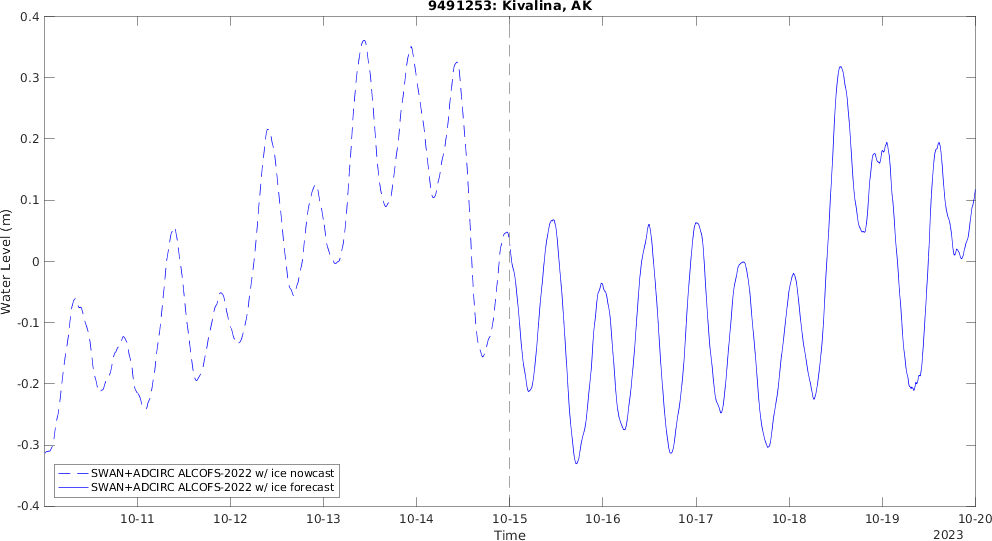 9491253: Kivalina, AK
Water Level (m)
0.4
0.3
0.2
0.1
0
-0.1
-0.2
-0.3
-0.4
SWAN+ADCIRC ALCOFS-2022 w/ ice nowcast
SWAN+ADCIRC ALCOFS-2022 w/ ice forecast
10-11 10-12 10-13 10-14 10-15 10-16 10-17 10-18 10-19 10-20
Time
2023